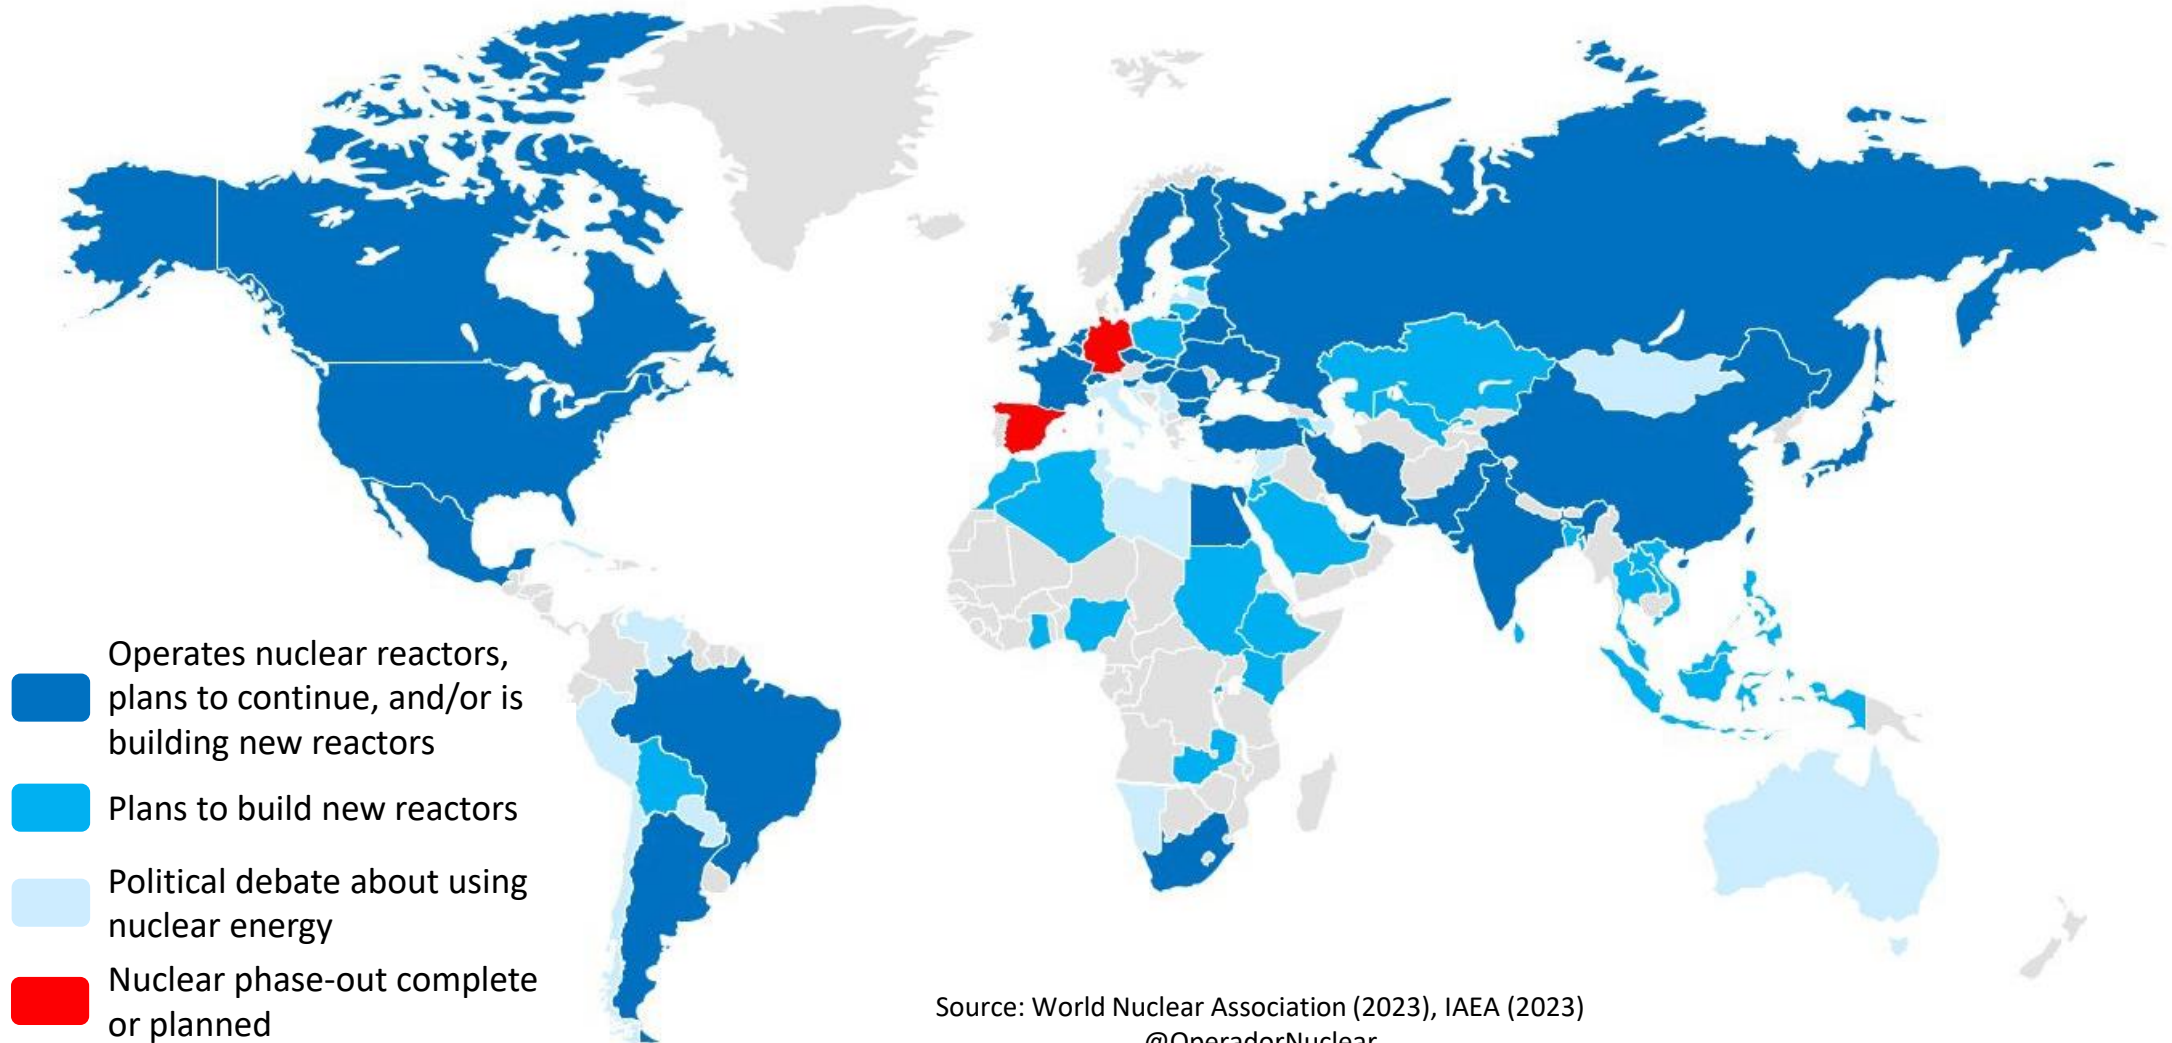 Operates nuclear reactors,
plans to continue, and/or is
building new reactors
Plans to build new reactors
Political debate about using
nuclear energy
Nuclear phase-out complete
or planned
Source: World Nuclear Association (2023), IAEA (2023)
@OperadorNuclear